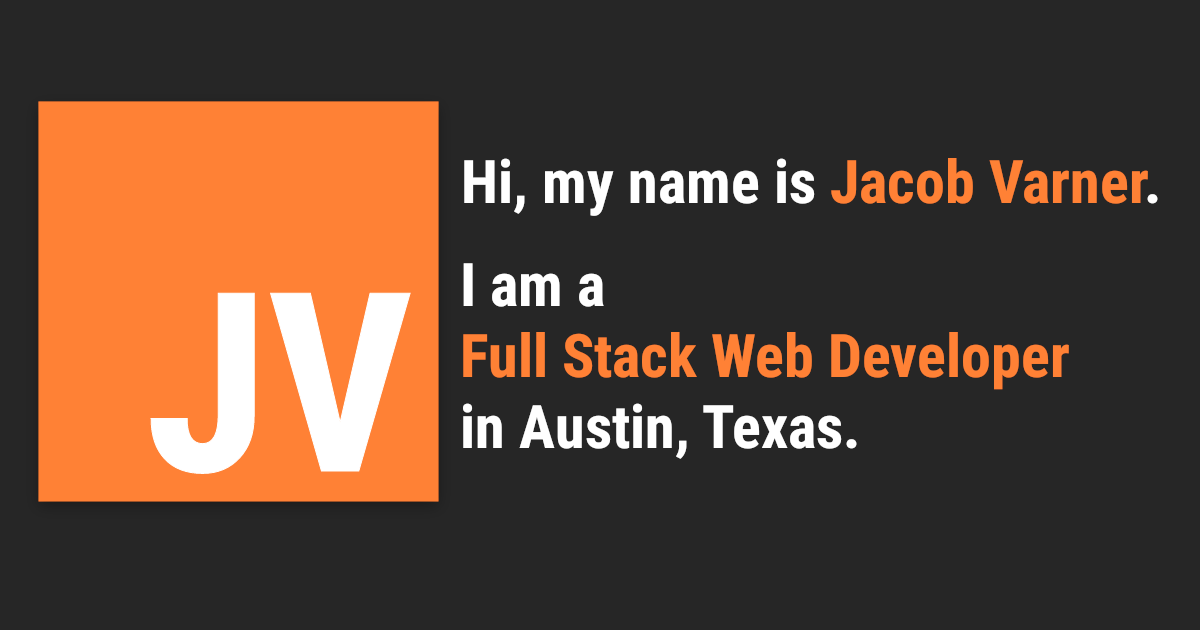 JV
Hi, my name is Jacob Varner.
I am a
Full Stack Web Developer
in Austin, Texas.